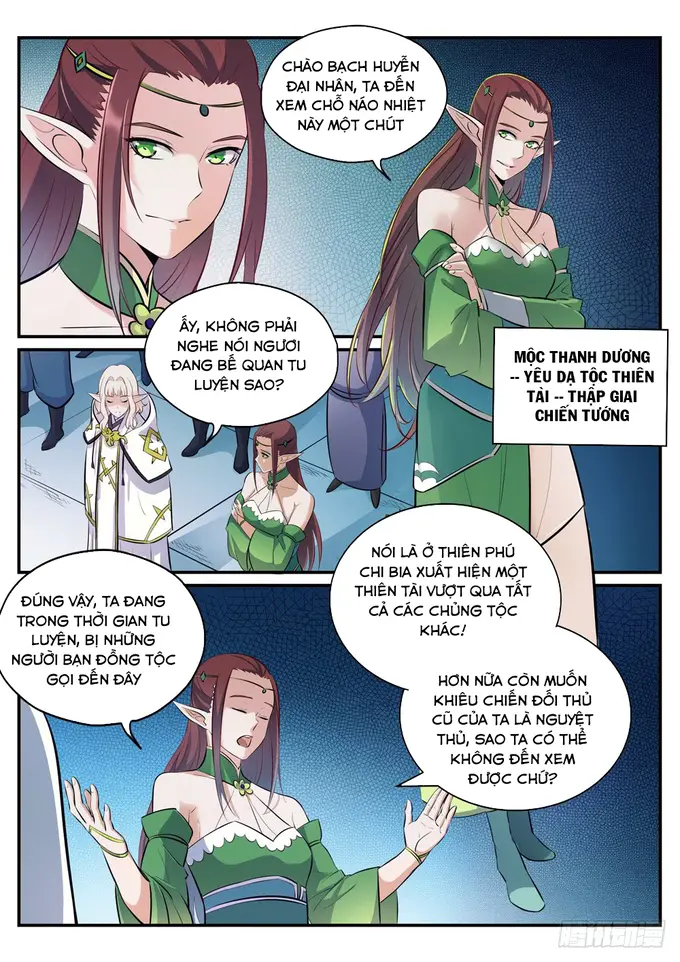 CHÀO BẠCH HUYỄN
ĐẠI NHÂN, TA ĐẾN
XEM CHỖ NÁO NHIỆT
NÀY MỘT CHÚT
ẤY, KHÔNG PHẢI
NGHE NÓI NGƯƠI
ĐANG BẾ QUAN TU
LUYỆN SAO?
MỘC THANH DƯƠNG
-- YÊU DẠ TỘC THIÊN
TÀI -- THẬP GIAI
CHIẾN TƯỚNG
ĐÚNG VẬY, TA ĐANG
TRONG THỜI GIAN TU
LUYỆN, BỊ NHỮNG
NGƯỜI BẠN ĐỒNG TỘC
GỌI ĐẾN ĐÂY
NÓI LÀ Ở THIÊN PHÚ
CHI BIA XUẤT HIỆN MỘT
THIÊN TÀI VƯỢT QUA TẤT
CẢ CÁC CHỦNG TỘC
KHÁC!
HƠN NỮA CÒN MUỐN
KHIÊU CHIẾN ĐỐI THỦ
CŨ CỦA TA LÀ NGUYỆT
THỦ, SAO TA CÓ THỂ
KHÔNG ĐẾN XEM
ĐƯỢC CHỨ?
腾讯动漫